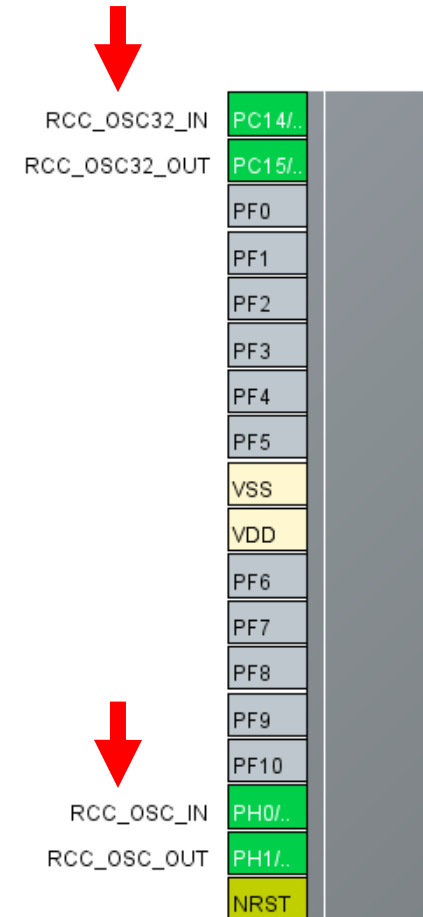 RCC_OSC32_IN PC14/..
RCC_OSC32_OUT PC15/..
PF0
PF1
PF2
PF3
PF4
PF5
VSS
VDD
PF6
PF7
PF8
PF9
PF10
RCC_OSC_IN PH0/..
RCC_OSC_OUT PH1/..
NRST